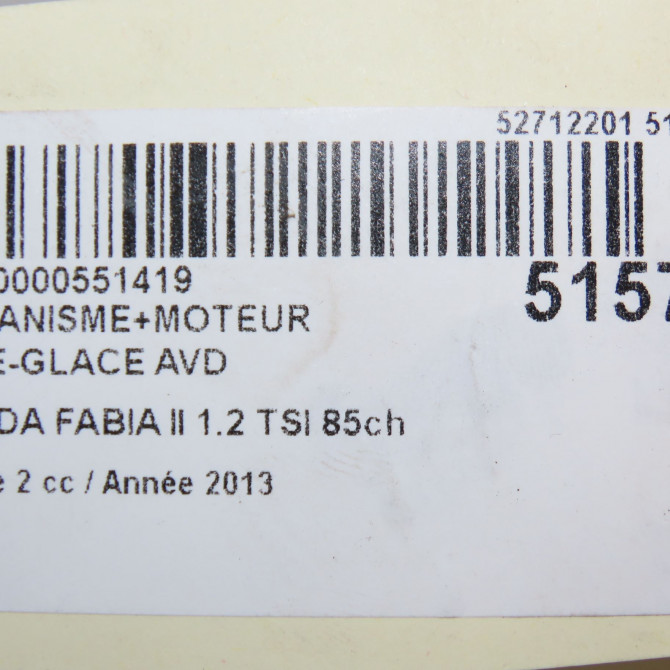 52712201 51
0000551419
5157
ANISME+MOTEUR
E-GLACE AVD
DA FABIA II 1.2 TSI 85ch
e 2 cc / Année 2013